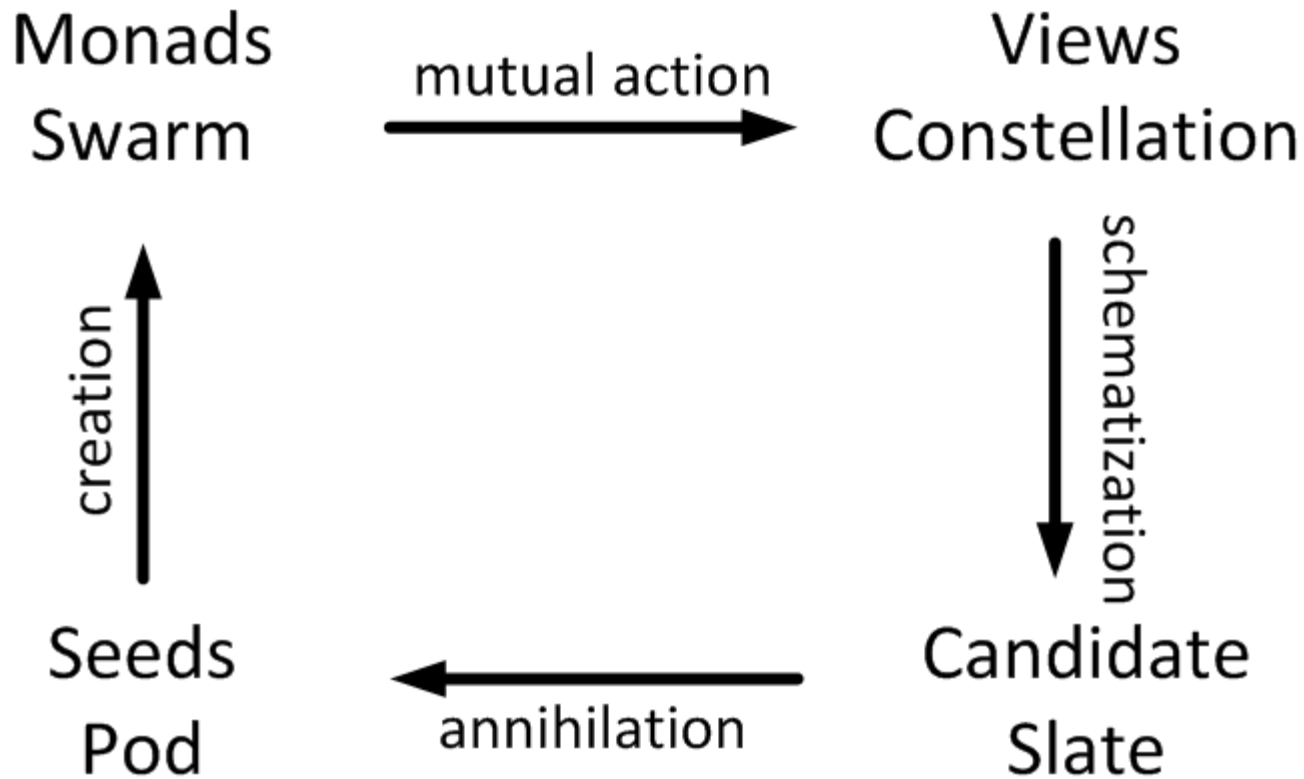 Monads
Swarm
mutual action
Views
Constellation
creation
schematization
Seeds
Pod
annihilation
Candidate
Slate